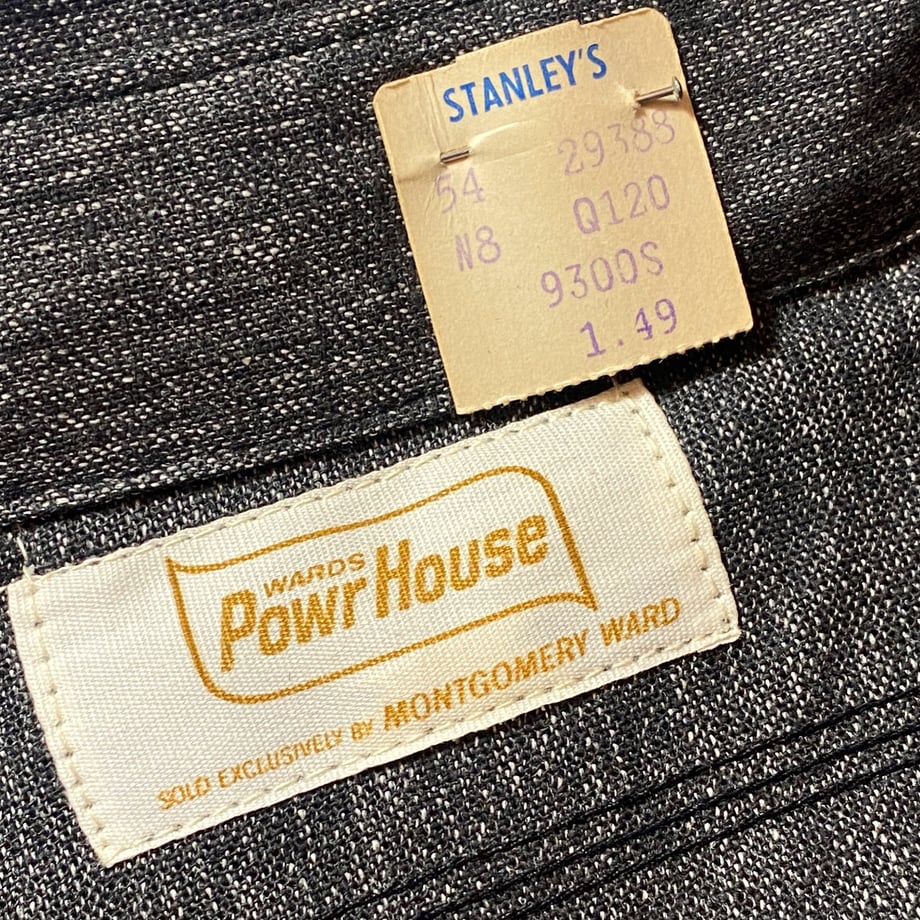 STANLEY'S
54 29388
N8 Q120
9300S
1.49
WARDS
PowrHouse
SOLD EXCLUSIVELY BY MONTGOMERY WARD